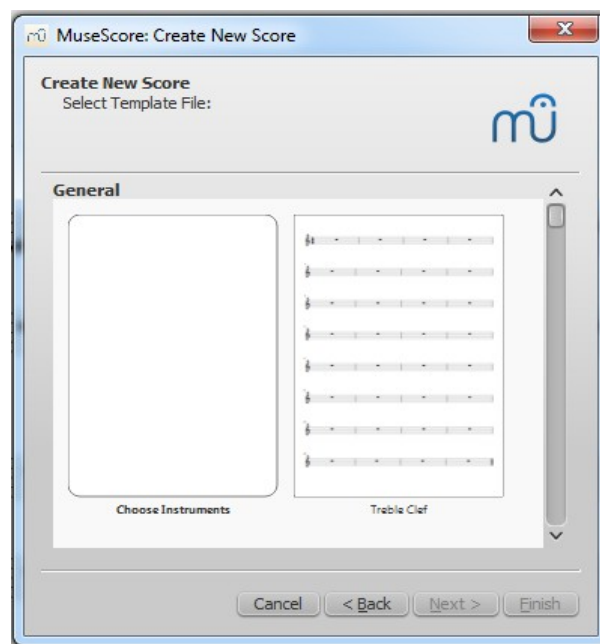 MuseScore: Create New Score
Create New Score
Select Template File:
General
Choose Instruments
Treble Clef
Cancel
< Back
Next >
Finish